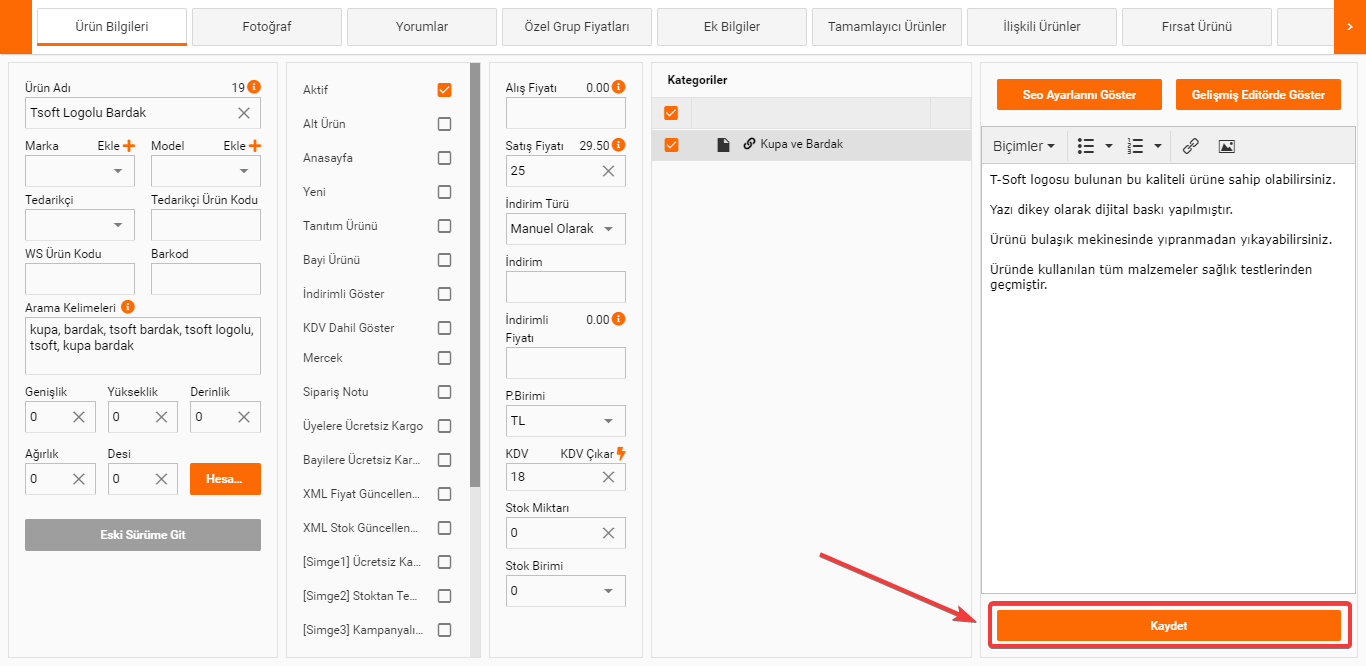 Ürün Bilgileri
Fotoğraf
Yorumlar
Özel Grup Fiyatları
Ek Bilgiler
Tamamlayıcı Ürünler
İlişkili Ürünler
Fırsat Ürünü
Ürün Adı 19
Tsoft Logolu Bardak
Marka Ekle
Model Ekle
Tedarikçi
Tedarikçi Ürün Kodu
WS Ürün Kodu
Barkod
Arama Kelimeleri
kupa, bardak, tsoft bardak, tsoft logolu,
tsoft, kupa bardak
Genişlik
Yükseklik
Derinlik
0
0
0
Ağırlık
Desi
0
0
Hesa...
Eski Sürüme Git
Aktif
Alt Ürün
Anasayfa
Yeni
Tanıtım Ürünü
Bayi Ürünü
İndirimli Göster
KDV Dahil Göster
Mercek
Sipariş Notu
Üyelere Ücretsiz Kargo
Bayilere Ücretsiz Kar...
XML Fiyat Güncellen...
XML Stok Güncellen...
[Simge1] Ücretsiz Ka...
[Simge2] Stoktan Te...
[Simge3] Kampanyalı...
Alış Fiyatı 0.00
Satış Fiyatı 29.50
25
İndirim Türü
Manuel Olarak
İndirim
İndirimli 0.00
Fiyatı
P.Birimi
TL
KDV KDV Çıkar
18
Stok Miktarı
0
Stok Birimi
0
Kategoriler
Kupa ve Bardak
Seo Ayarlarını Göster
Gelişmiş Editörde Göster
Biçimler
T-Soft logosu bulunan bu kaliteli ürüne sahip olabilirsiniz.
Yazı dikey olarak dijital baskı yapılmıştır.
Ürünü bulaşık mekinesinde yıpranmadan yıkayabilirsiniz.
Üründe kullanılan tüm malzemeler sağlık testlerinden
geçmiştir.
Kaydet